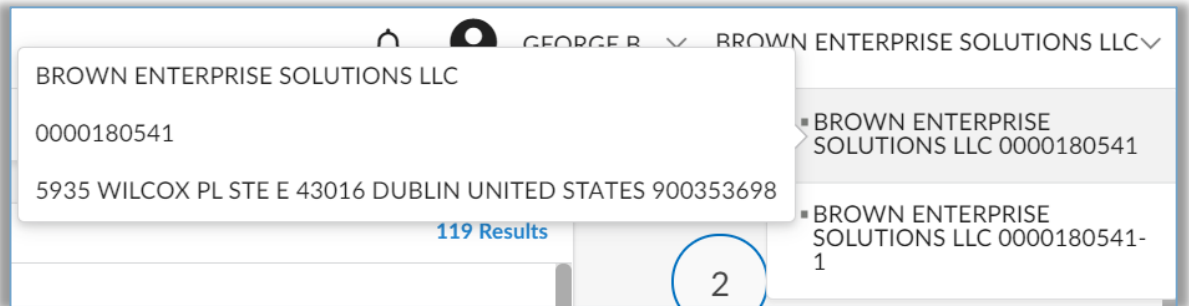 GEORGE B
BROWN ENTERPRISE SOLUTIONS LLC
BROWN ENTERPRISE SOLUTIONS LLC
0000180541
5935 WILCOX PL STE E 43016 DUBLIN UNITED STATES 900353698
BROWN ENTERPRISE
SOLUTIONS LLC 0000180541
BROWN ENTERPRISE
SOLUTIONS LLC 0000180541-
1
119 Results
2